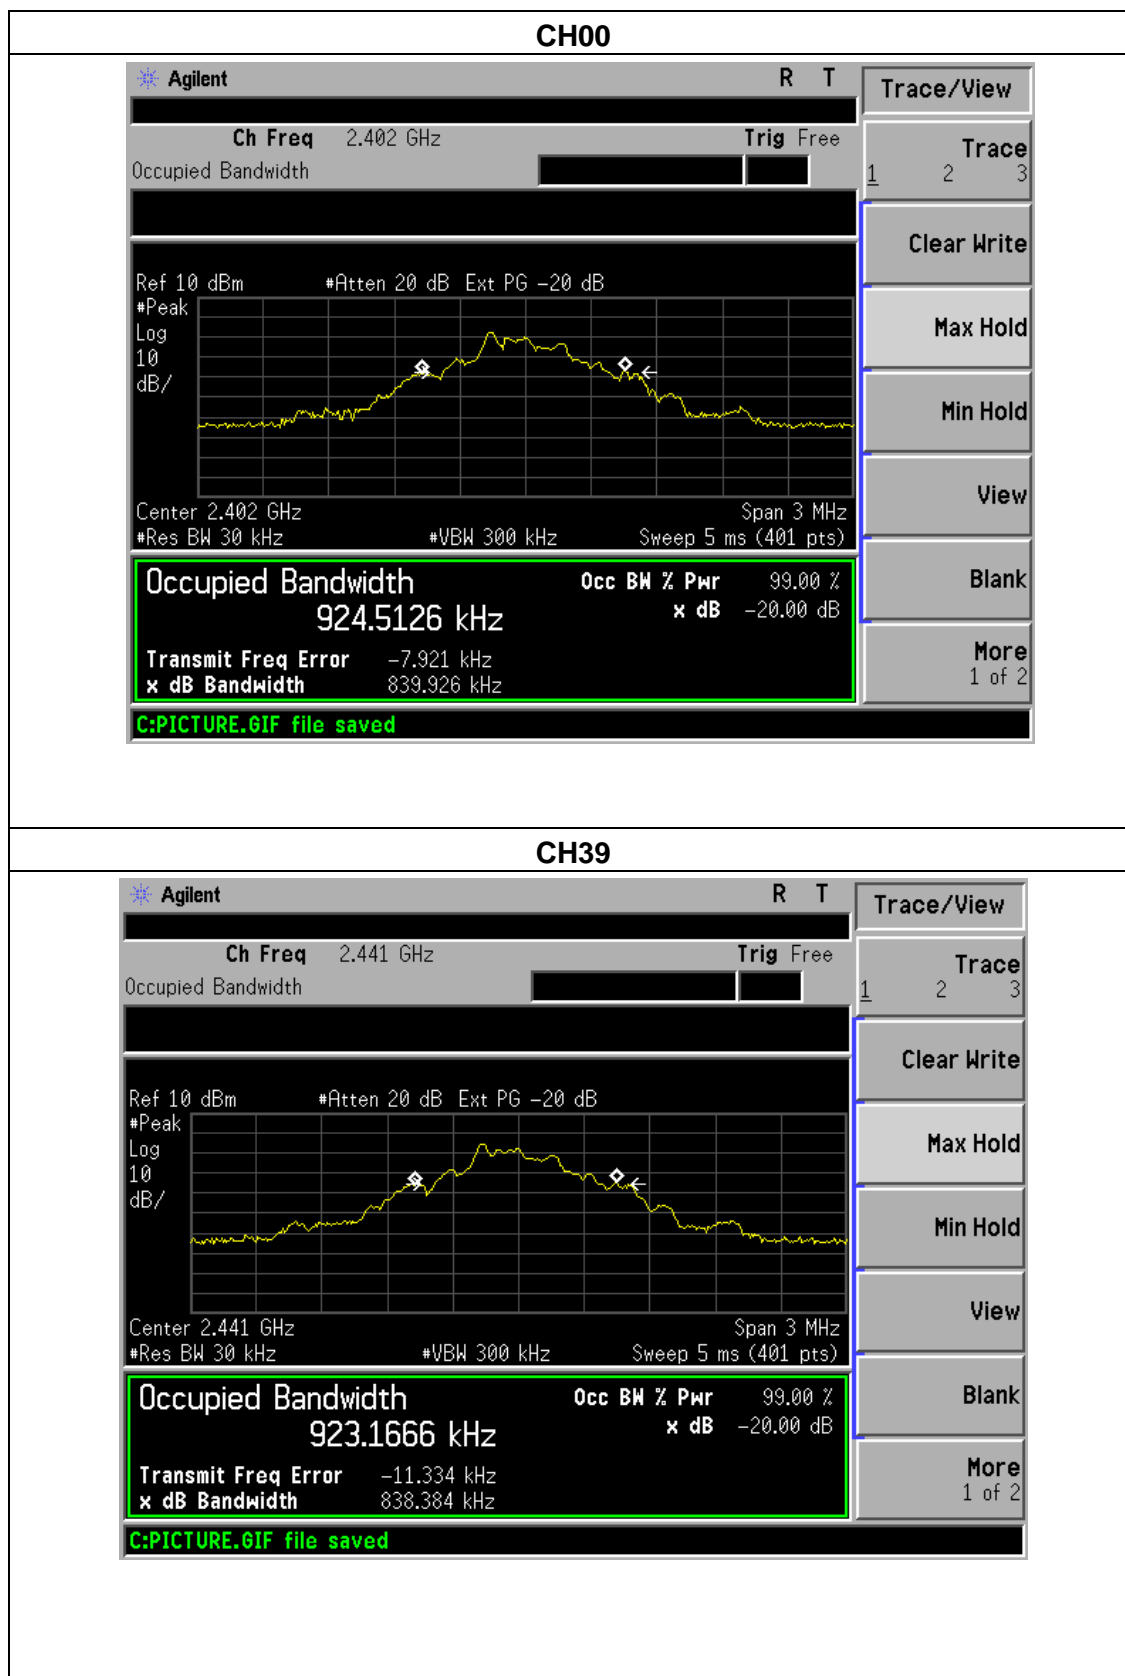 CH00
Agilent R T
Trace/View
Ch Freq 2.402 GHz Trig Free
Occupied Bandwidth
Trace
1 2 3
Clear Write
Max Hold
Min Hold
View
Blank
More
1 of 2
Ref 10 dBm #Atten 20 dB Ext PG -20 dB
#Peak
Log
10
dB/
Center 2.402 GHz Span 3 MHz
#Res BW 30 kHz #VBW 300 kHz Sweep 5 ms (401 pts)
Occupied Bandwidth Occ BW % Pwr 99.00 %
924.5126 kHz x dB -20.00 dB
Transmit Freq Error -7.921 kHz
x dB Bandwidth 839.926 kHz
C:PICTURE.GIF file saved
CH39
Agilent R T
Trace/View
Ch Freq 2.441 GHz Trig Free
Occupied Bandwidth
Trace
1 2 3
Clear Write
Max Hold
Min Hold
View
Blank
More
1 of 2
Ref 10 dBm #Atten 20 dB Ext PG -20 dB
#Peak
Log
10
dB/
Center 2.441 GHz Span 3 MHz
#Res BW 30 kHz #VBW 300 kHz Sweep 5 ms (401 pts)
Occupied Bandwidth Occ BW % Pwr 99.00 %
923.1666 kHz x dB -20.00 dB
Transmit Freq Error -11.334 kHz
x dB Bandwidth 838.384 kHz
C:PICTURE.GIF file saved